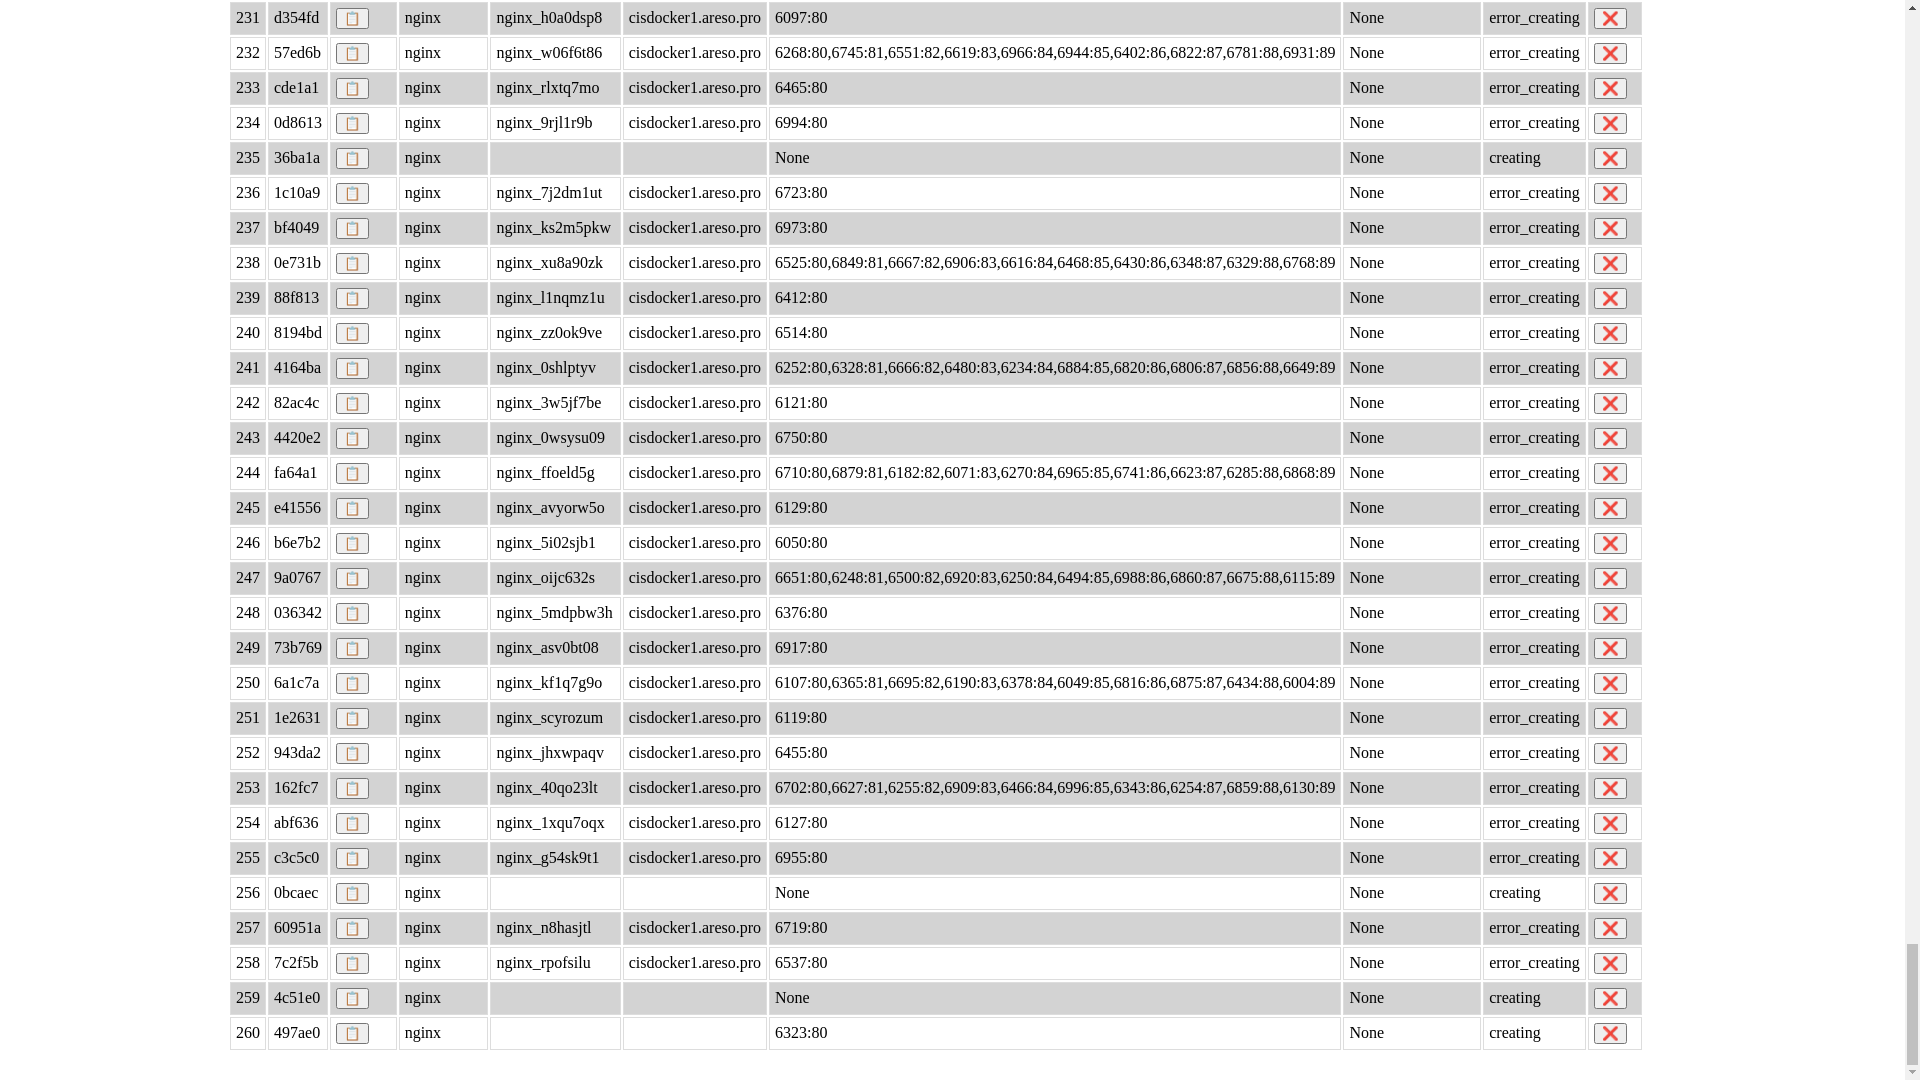 231 d354fd nginx nginx_h0a0dsp8 cisdocker1.areso.pro 6097:80 None error_creating
232 57ed6b nginx nginx_w06f6t86 cisdocker1.areso.pro 6268:80,6745:81,6551:82,6619:83,6966:84,6944:85,6402:86,6822:87,6781:88,6931:89 None error_creating
233 cde1a1 nginx nginx_rlxtq7mo cisdocker1.areso.pro 6465:80 None error_creating
234 0d8613 nginx nginx_9rjl1r9b cisdocker1.areso.pro 6994:80 None error_creating
235 36ba1a nginx None None creating
236 1c10a9 nginx nginx_7j2dm1ut cisdocker1.areso.pro 6723:80 None error_creating
237 bf4049 nginx nginx_ks2m5pkw cisdocker1.areso.pro 6973:80 None error_creating
238 0e731b nginx nginx_xu8a90zk cisdocker1.areso.pro 6525:80,6849:81,6667:82,6906:83,6616:84,6468:85,6430:86,6348:87,6329:88,6768:89 None error_creating
239 88f813 nginx nginx_l1nqmz1u cisdocker1.areso.pro 6412:80 None error_creating
240 8194bd nginx nginx_zz0ok9ve cisdocker1.areso.pro 6514:80 None error_creating
241 4164ba nginx nginx_0shlptyv cisdocker1.areso.pro 6252:80,6328:81,6666:82,6480:83,6234:84,6884:85,6820:86,6806:87,6856:88,6649:89 None error_creating
242 82ac4c nginx nginx_3w5jf7be cisdocker1.areso.pro 6121:80 None error_creating
243 4420e2 nginx nginx_0wsysu09 cisdocker1.areso.pro 6750:80 None error_creating
244 fa64a1 nginx nginx_ffoeld5g cisdocker1.areso.pro 6710:80,6879:81,6182:82,6071:83,6270:84,6965:85,6741:86,6623:87,6285:88,6868:89 None error_creating
245 e41556 nginx nginx_avyorw5o cisdocker1.areso.pro 6129:80 None error_creating
246 b6e7b2 nginx nginx_5i02sjb1 cisdocker1.areso.pro 6050:80 None error_creating
247 9a0767 nginx nginx_oijc632s cisdocker1.areso.pro 6651:80,6248:81,6500:82,6920:83,6250:84,6494:85,6988:86,6860:87,6675:88,6115:89 None error_creating
248 036342 nginx nginx_5mdpbw3h cisdocker1.areso.pro 6376:80 None error_creating
249 73b769 nginx nginx_asv0bt08 cisdocker1.areso.pro 6917:80 None error_creating
250 6a1c7a nginx nginx_kf1q7g9o cisdocker1.areso.pro 6107:80,6365:81,6695:82,6190:83,6378:84,6049:85,6816:86,6875:87,6434:88,6004:89 None error_creating
251 1e2631 nginx nginx_scyrozum cisdocker1.areso.pro 6119:80 None error_creating
252 943da2 nginx nginx_jhxwpaqv cisdocker1.areso.pro 6455:80 None error_creating
253 162fc7 nginx nginx_40qo23lt cisdocker1.areso.pro 6702:80,6627:81,6255:82,6909:83,6466:84,6996:85,6343:86,6254:87,6859:88,6130:89 None error_creating
254 abf636 nginx nginx_1xqu7oqx cisdocker1.areso.pro 6127:80 None error_creating
255 c3c5c0 nginx nginx_g54sk9t1 cisdocker1.areso.pro 6955:80 None error_creating
256 0bcaec nginx None None creating
257 60951a nginx nginx_n8hasjtl cisdocker1.areso.pro 6719:80 None error_creating
258 7c2f5b nginx nginx_rpofsilu cisdocker1.areso.pro 6537:80 None error_creating
259 4c51e0 nginx None None creating
260 497ae0 nginx 6323:80 None creating